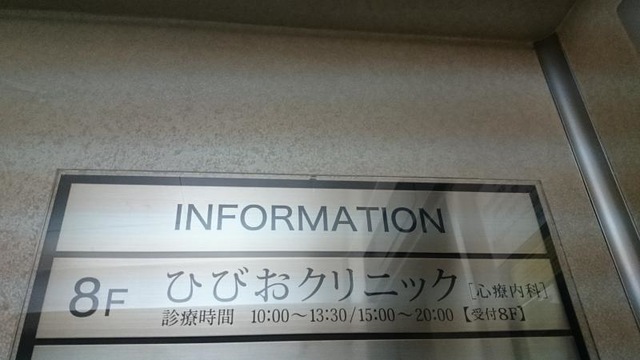 INFORMATION
8F ひびおクリニック [心療内科]
診療時間 10:00～13:30/15:00～20:00【受付8F】